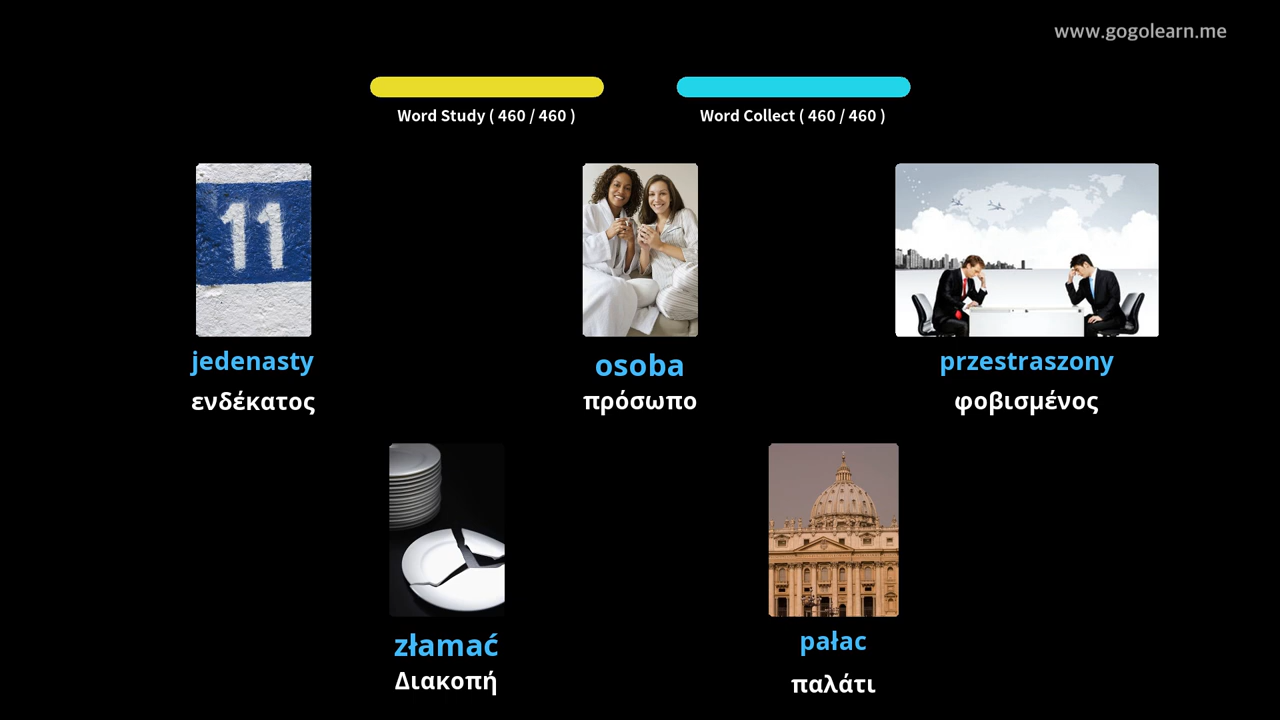 www.gogolearn.me
Word Study ( 460 / 460 )
Word Collect ( 460 / 460 )
11
jedenasty
ενδέκατος
osoba
πρόσωπο
przestraszony
φοβισμένος
złamać
Διακοπή
pałac
παλάτι